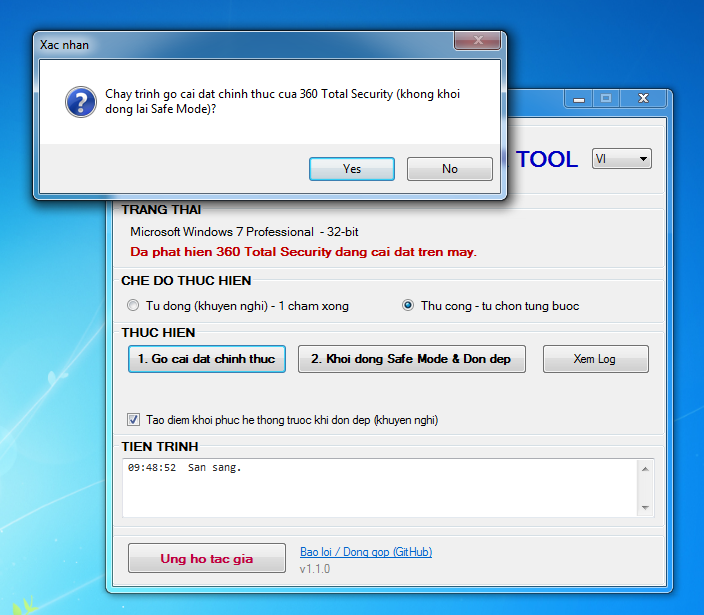 Xac nhan
Chay trinh go cai dat chinh thuc cua 360 Total Security (khong khoi
dong lai Safe Mode)?
Yes
No
TOOL
VI
TRANG THAI
Microsoft Windows 7 Professional - 32-bit
Da phat hien 360 Total Security dang cai dat tren may.
CHE DO THUC HIEN
Tu dong (khuyen nghi) - 1 cham xong
Thu cong - tu chon tung buoc
THUC HIEN
1. Go cai dat chinh thuc
2. Khoi dong Safe Mode & Don dep
Xem Log
Tao diem khoi phuc he thong truoc khi don dep (khuyen nghi)
TIEN TRINH
09:48:52 San sang.
Ung ho tac gia
Bao loi / Dong gop (GitHub)
v1.1.0